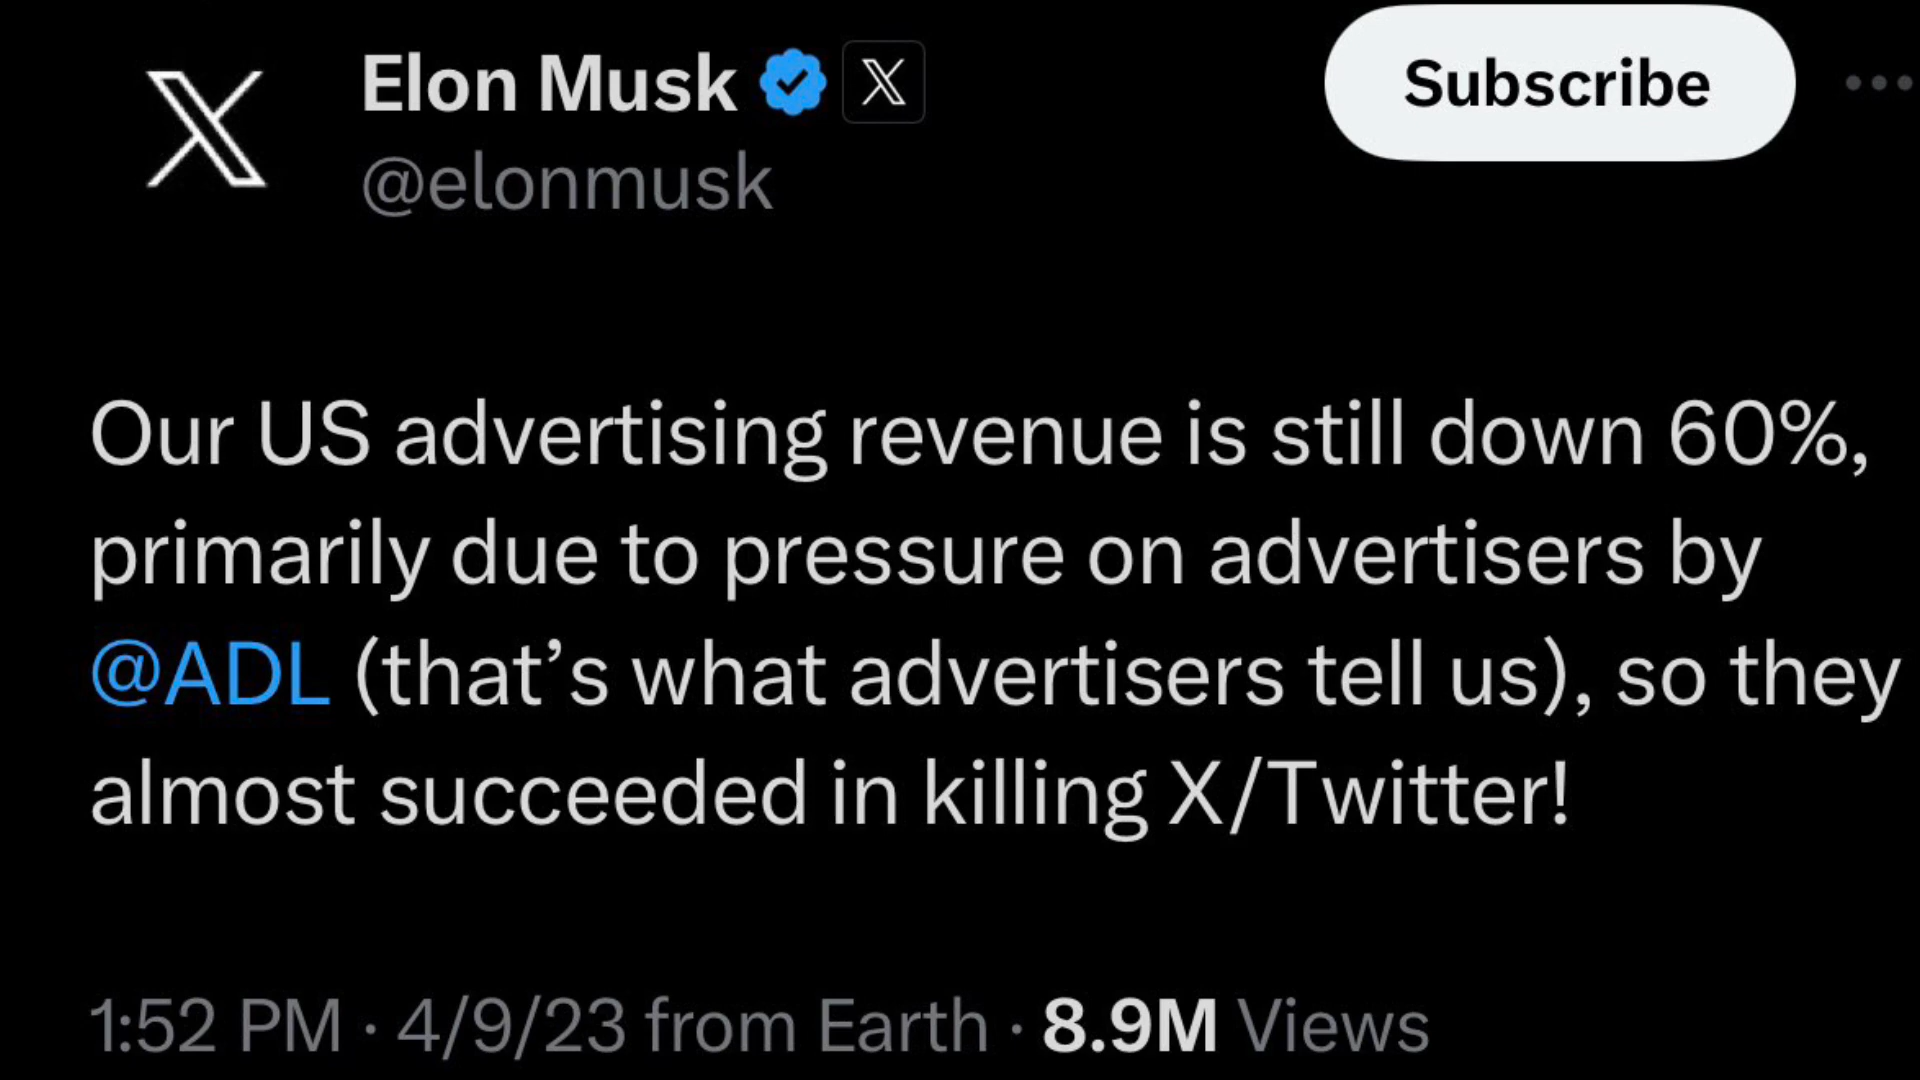 Elon Musk
Subscribe
@elonmusk
Our US advertising revenue is still down 60%,
primarily due to pressure on advertisers by
@ADL (that’s what advertisers tell us), so they
almost succeeded in killing X/Twitter!
1:52 PM · 4/9/23 from Earth · 8.9M Views